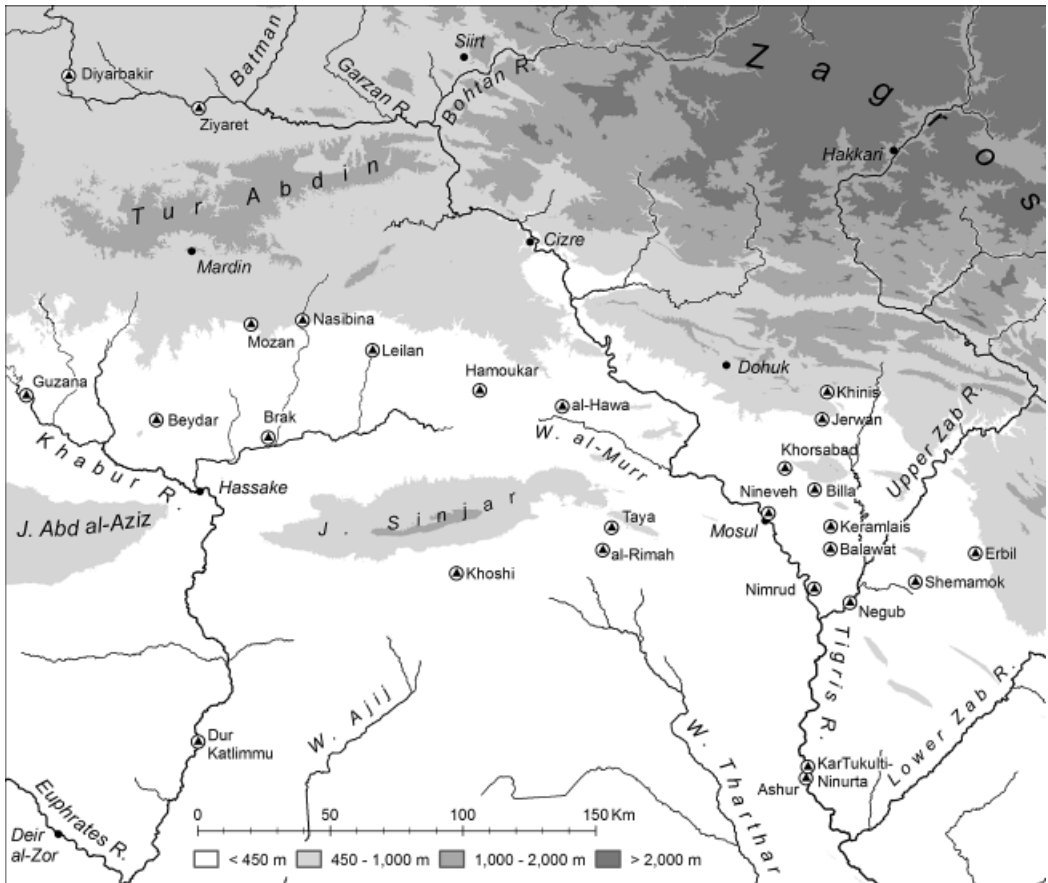 Siirt
Batman
Garzan R.
Bohtan R.
Zagros
Diyarbakir
Ziyaret
Hakkari
Tur Abdin
Cizre
Mardin
Nasibina
Mozan
Leilan
Dohuk
Guzana
Hamoukar
Khinis
Beydar
Brak
al-Hawa
Jerwan
W. al-Murr
Khorsabad
Upper Zab R.
Khabur R.
Hassake
Nineveh
Billa
J. Abd al-Aziz
J. Sinjar
Taya
Mosul
Keramlais
al-Rimah
Balawat
Erbil
Khoshi
Nimrud
Shemamok
Negub
Tigris R.
W. Ajij
Lower Zab R.
Dur
Katlimmu
W. Tharthar
KarTukulti-
Ninurta
Ashur
Euphrates R.
Deir
al-Zor
0 50 100 150 Km
< 450 m 450 - 1,000 m 1,000 - 2,000 m > 2,000 m